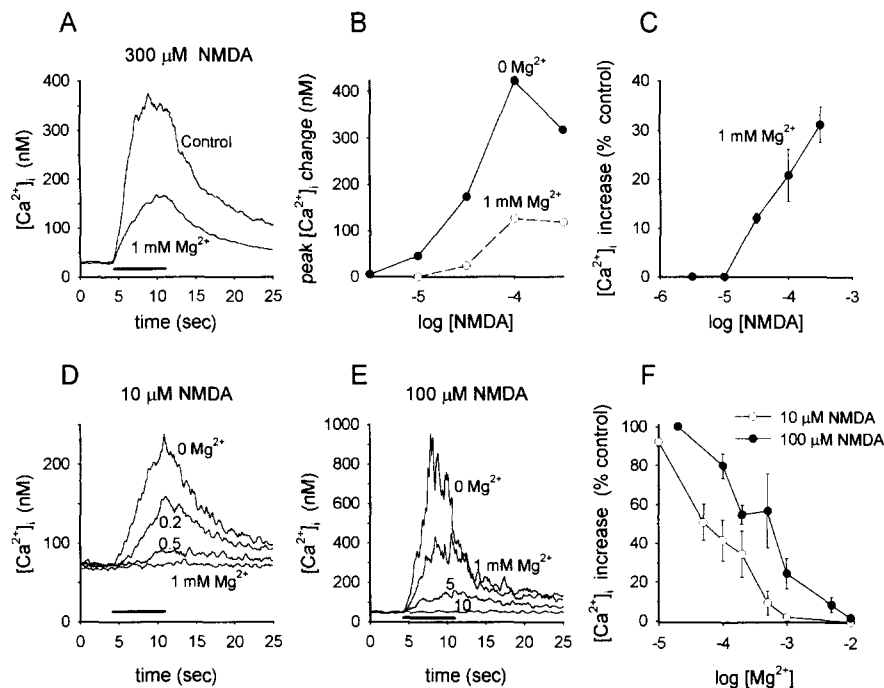 A
300 μM NMDA
[Ca²⁺]ᵢ (nM)
400
300
200
100
0
Control
1 mM Mg²⁺
0 5 10 15 20 25
time (sec)
B
peak [Ca²⁺]ᵢ change (nM)
400
300
200
100
0
0 Mg²⁺
1 mM Mg²⁺
-5 -4
log [NMDA]
C
[Ca²⁺]ᵢ increase (% control)
40
30
20
10
0
1 mM Mg²⁺
-6 -5 -4 -3
log [NMDA]
D
10 μM NMDA
[Ca²⁺]ᵢ (nM)
200
100
0
0 Mg²⁺
0.2
0.5
1 mM Mg²⁺
0 5 10 15 20 25
time (sec)
E
100 μM NMDA
[Ca²⁺]ᵢ (nM)
1000
800
600
400
200
0
0 Mg²⁺
1 mM Mg²⁺
5
10
0 5 10 15 20 25
time (sec)
F
[Ca²⁺]ᵢ increase (% control)
100
80
60
40
20
0
10 μM NMDA
100 μM NMDA
-5 -4 -3 -2
log [Mg²⁺]